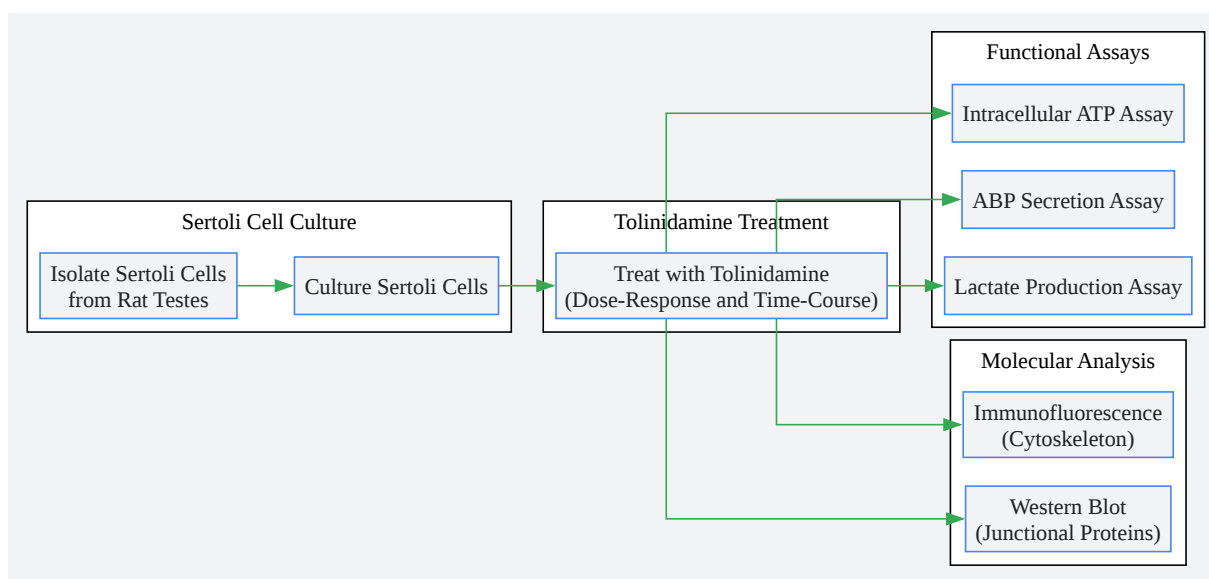 Sertoli Cell Culture
Isolate Sertoli Cells
from Rat Testes
Culture Sertoli Cells
Tolinidamine Treatment
Treat with Tolinidamine
(Dose-Response and Time-Course)
Functional Assays
Intracellular ATP Assay
ABP Secretion Assay
Lactate Production Assay
Molecular Analysis
Immunofluorescence
(Cytoskeleton)
Western Blot
(Junctional Proteins)